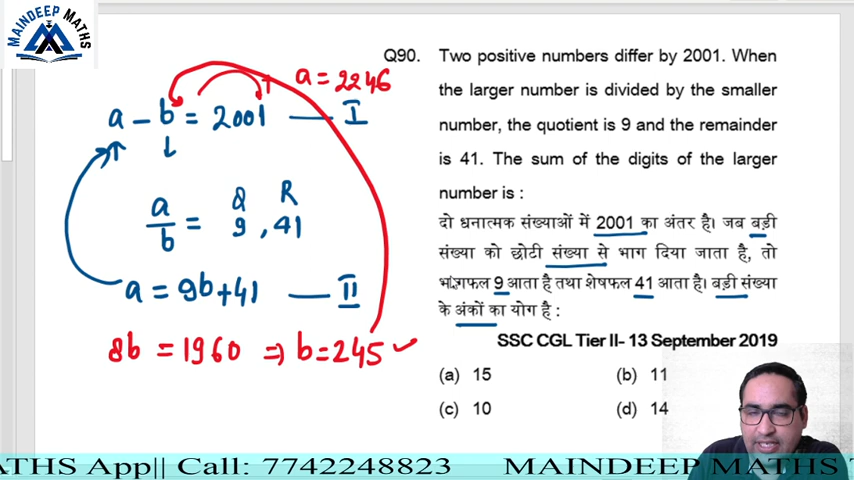 MAINDEEP MATHS
a - b = 2001 — I
a = 2246
a/b = Q 9 , R 41
a = 9b + 41 — II
8b = 1960 ⇒ b = 245
Q90. Two positive numbers differ by 2001. When
the larger number is divided by the smaller
number, the quotient is 9 and the remainder
is 41. The sum of the digits of the larger
number is :
दो धनात्मक संख्याओं में 2001 का अंतर है। जब बड़ी
संख्या को छोटी संख्या से भाग दिया जाता है, तो
भागफल 9 आता है तथा शेषफल 41 आता है। बड़ी संख्या
के अंकों का योग है :
SSC CGL Tier II- 13 September 2019
(a) 15 (b) 11
(c) 10 (d) 14
ATHS App|| Call: 7742248823 MAINDEEP MATHS